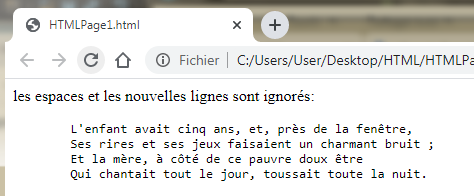 HTMLPage1.html
Fichier | C:/Users/User/Desktop/HTML/HTMLPa
les espaces et les nouvelles lignes sont ignorés:
L'enfant avait cinq ans, et, près de la fenêtre,
Ses rires et ses jeux faisaient un charmant bruit ;
Et la mère, à côté de ce pauvre doux être
Qui chantait tout le jour, toussait toute la nuit.